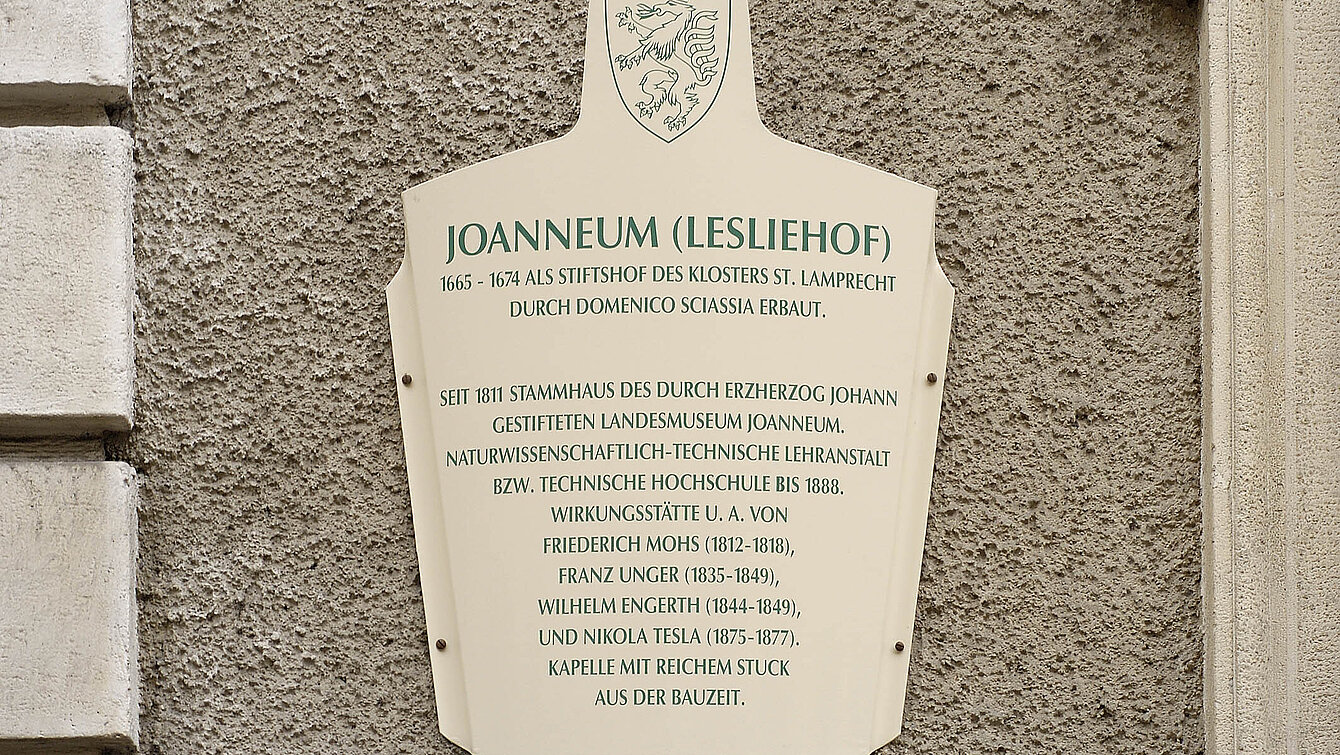 JOANNEUM (LESLIEHOF)
1665 - 1674 ALS STIFTSHOF DES KLOSTERS ST. LAMPRECHT
DURCH DOMENICO SCIASSIA ERBAUT.
SEIT 1811 STAMMHAUS DES DURCH ERZHERZOG JOHANN
GESTIFTETEN LANDESMUSEUM JOANNEUM.
NATURWISSENSCHAFTLICH-TECHNISCHE LEHRANSTALT
BZW. TECHNISCHE HOCHSCHULE BIS 1888.
WIRKUNGSSTÄTTE U. A. VON
FRIEDERICH MOHS (1812-1818),
FRANZ UNGER (1835-1849),
WILHELM ENGERTH (1844-1849),
UND NIKOLA TESLA (1875-1877).
KAPELLE MIT REICHEM STUCK
AUS DER BAUZEIT.